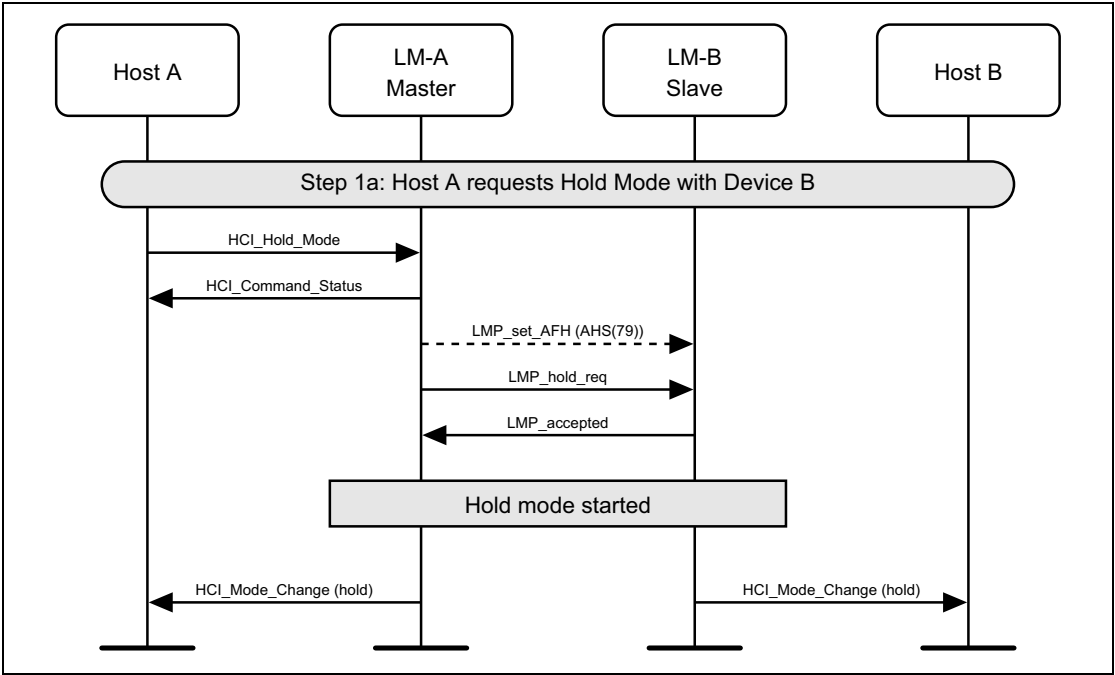 Host A
LM-A
Master
LM-B
Slave
Host B
Step 1a: Host A requests Hold Mode with Device B
HCI_Hold_Mode
HCI_Command_Status
LMP_set_AFH (AHS(79))
LMP_hold_req
LMP_accepted
Hold mode started
HCI_Mode_Change (hold)
HCI_Mode_Change (hold)